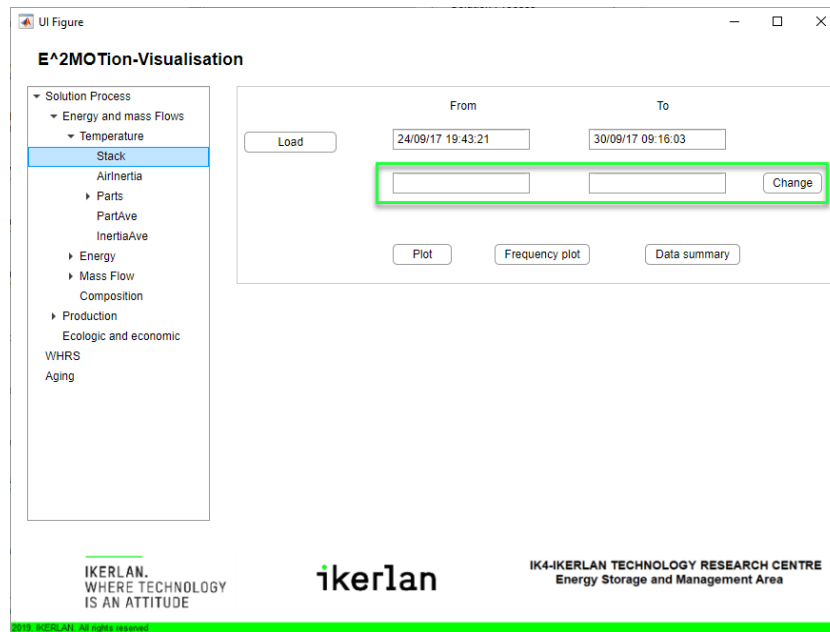 UI Figure
E^2MOTion-Visualisation
Solution Process
Energy and mass Flows
Temperature
Stack
AirInertia
Parts
PartAve
InertiaAve
Energy
Mass Flow
Composition
Production
Ecologic and economic
WHRS
Aging
From To
Load 24/09/17 19:43:21 30/09/17 09:16:03
Change
Plot Frequency plot Data summary
IKERLAN.
WHERE TECHNOLOGY
IS AN ATTITUDE
ikerlan
IK4-IKERLAN TECHNOLOGY RESEARCH CENTRE
Energy Storage and Management Area
2019. IKERLAN. All rights reserved